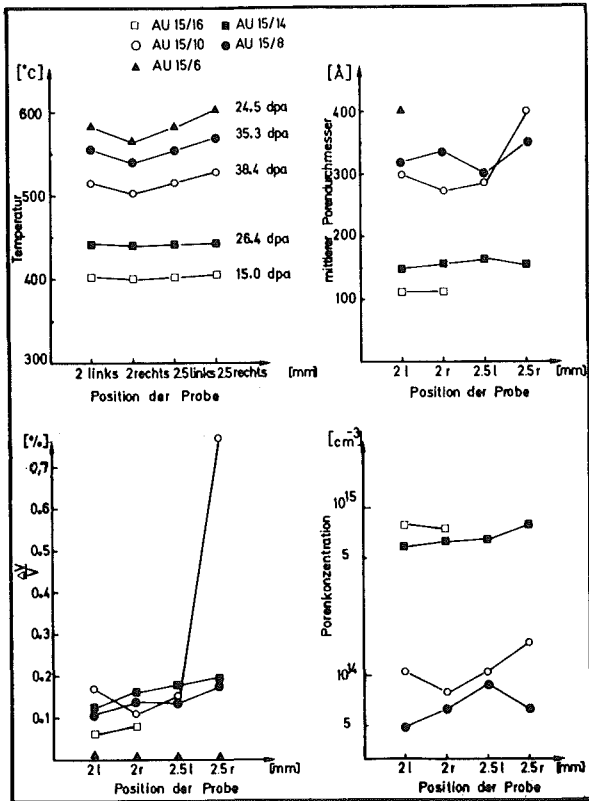 AU 15/16 AU 15/14
AU 15/10 AU 15/8
AU 15/6
[°C]
600
500
400
300
Temperatur
24.5 dpa
35.3 dpa
38.4 dpa
26.4 dpa
15.0 dpa
2 links 2 rechts 2.5 links 2.5 rechts [mm]
Position der Probe
[Å]
400
300
200
100
mittlerer Porendurchmesser
2 l 2 r 2.5 l 2.5 r [mm]
Position der Probe
[%]
0,7
0.5
0.4
0.3
0.2
0.1
ΔV/V
2 l 2 r 2.5 l 2.5 r [mm]
Position der Probe
[cm⁻³]
10¹⁵
5
10¹⁴
5
Porenkonzentration
2 l 2 r 2.5 l 2.5 r [mm]
Position der Probe